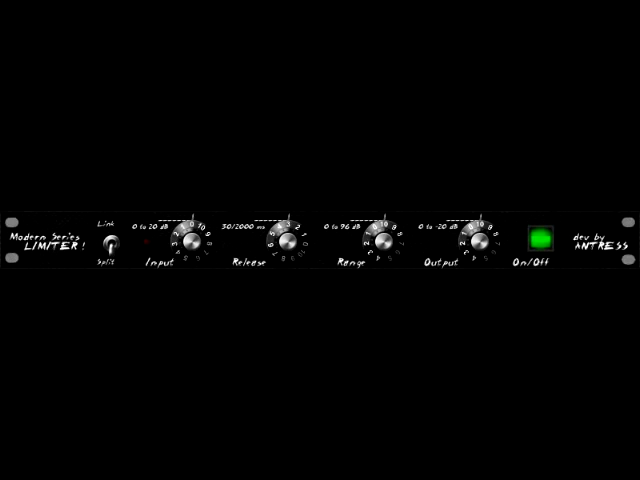 Link
Modern Series
LIMITER!
Split
0 to 20 dB
Input
30/2000 ms
Release
0 to 96 dB
Range
0 to -20 dB
Output
On/Off
dev by
ANTRESS